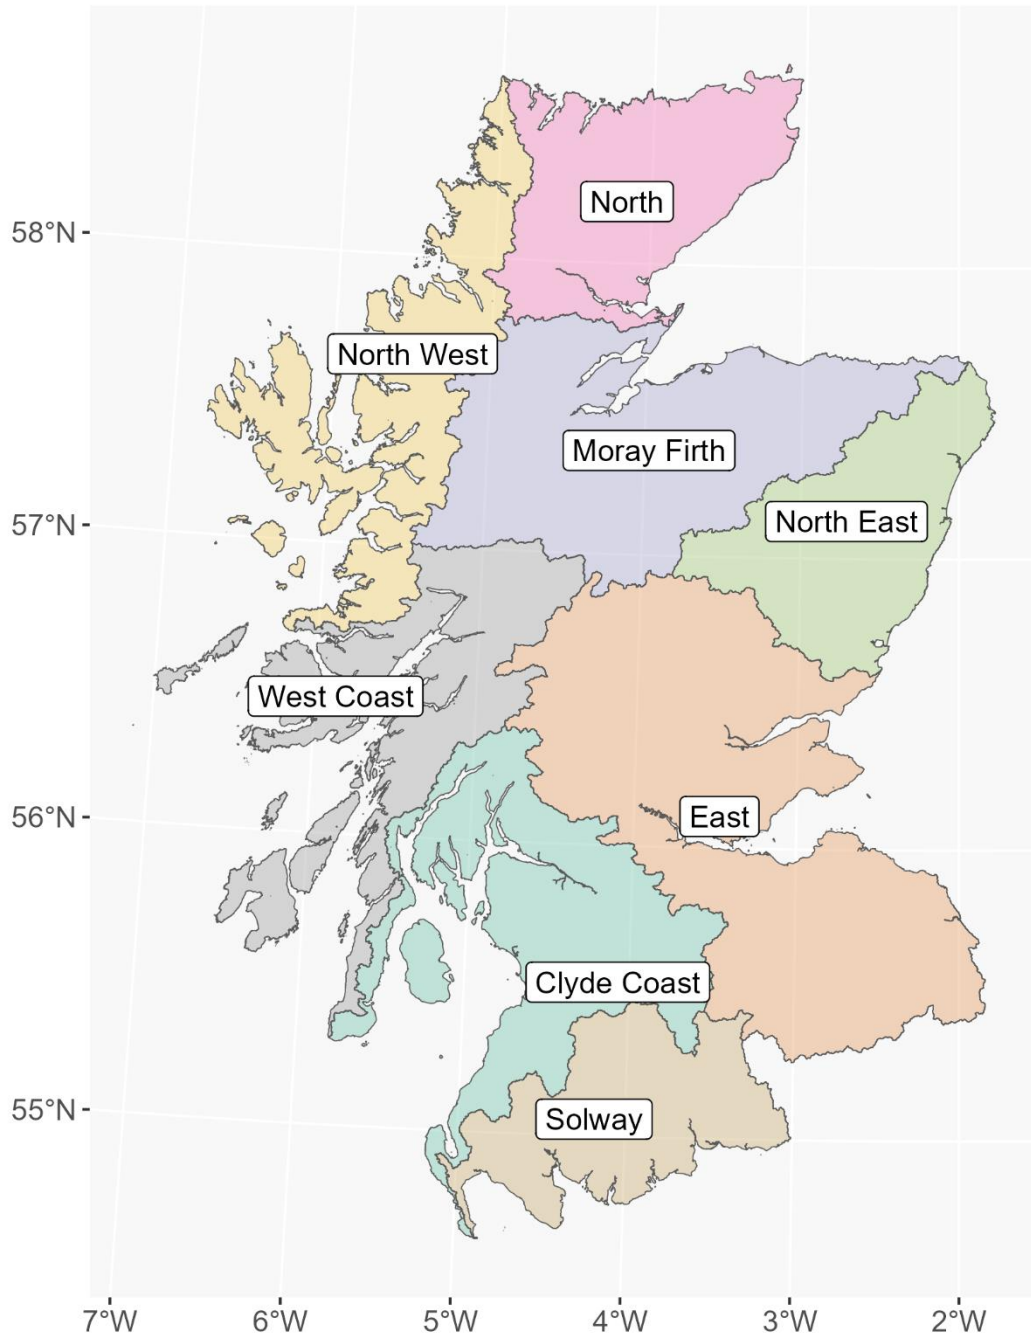 North
58°N
North West
Moray Firth
57°N
North East
West Coast
56°N
East
Clyde Coast
55°N
Solway
7°W 6°W 5°W 4°W 3°W 2°W